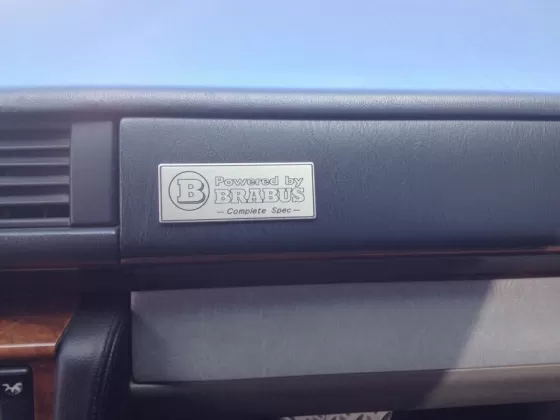 B
Powered by
BRABUS
— Complete Spec —